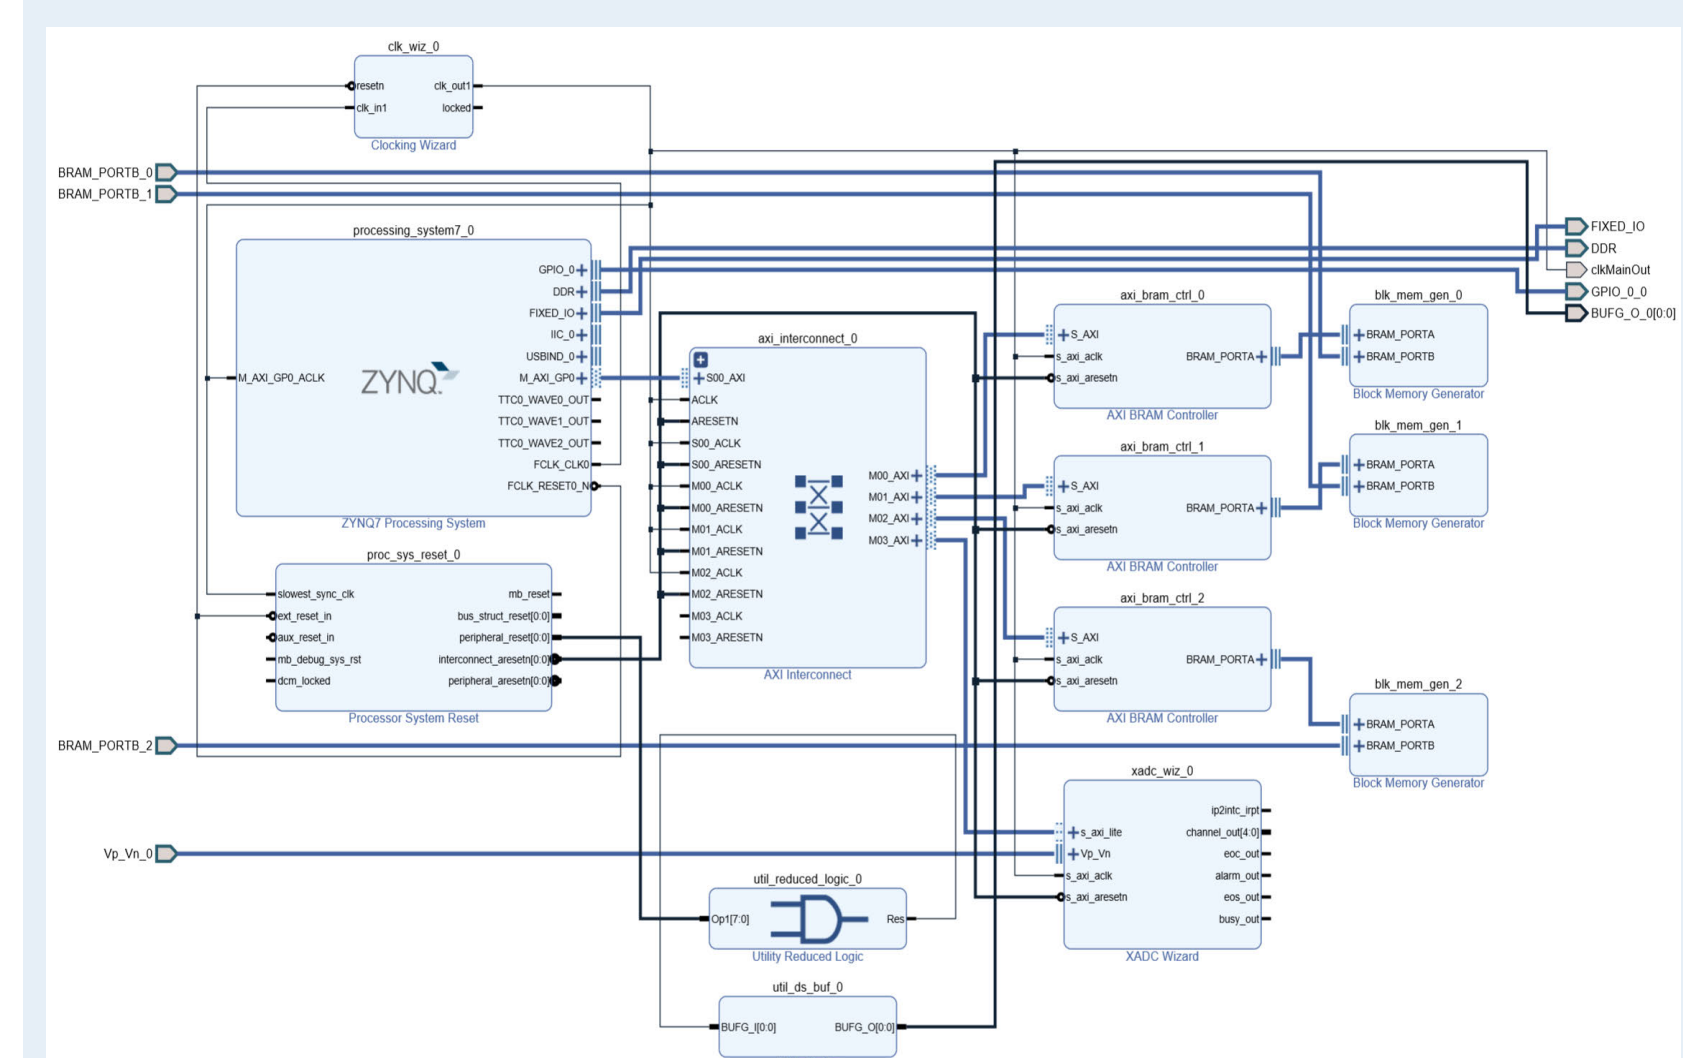 clk_wiz_0
resetn
clk_in1
clk_out1
locked
Clocking Wizard
BRAM_PORTB_0
BRAM_PORTB_1
processing_system7_0
M_AXI_GP0_ACLK
ZYNQ
GPIO_0
DDR
FIXED_IO
IIC_0
USBIND_0
M_AXI_GP0
TTC0_WAVE0_OUT
TTC0_WAVE1_OUT
TTC0_WAVE2_OUT
FCLK_CLK0
FCLK_RESET0_N
ZYNQ7 Processing System
proc_sys_reset_0
slowest_sync_clk
ext_reset_in
aux_reset_in
mb_debug_sys_rst
dcm_locked
mb_reset
bus_struct_reset[0:0]
peripheral_reset[0:0]
interconnect_aresetn[0:0]
peripheral_aresetn[0:0]
Processor System Reset
BRAM_PORTB_2
Vp_Vn_0
axi_interconnect_0
S00_AXI
ACLK
ARESETN
S00_ACLK
S00_ARESETN
M00_ACLK
M00_ARESETN
M01_ACLK
M01_ARESETN
M02_ACLK
M02_ARESETN
M03_ACLK
M03_ARESETN
M00_AXI
M01_AXI
M02_AXI
M03_AXI
AXI Interconnect
util_reduced_logic_0
Op1[7:0]
Res
Utility Reduced Logic
util_ds_buf_0
BUFG_I[0:0]
BUFG_O[0:0]
axi_bram_ctrl_0
S_AXI
s_axi_aclk
s_axi_aresetn
BRAM_PORTA
AXI BRAM Controller
axi_bram_ctrl_1
S_AXI
s_axi_aclk
s_axi_aresetn
BRAM_PORTA
AXI BRAM Controller
axi_bram_ctrl_2
S_AXI
s_axi_aclk
s_axi_aresetn
BRAM_PORTA
AXI BRAM Controller
xadc_wiz_0
s_axi_lite
Vp_Vn
s_axi_aclk
s_axi_aresetn
ip2intc_irpt
channel_out[4:0]
eoc_out
alarm_out
eos_out
busy_out
XADC Wizard
blk_mem_gen_0
BRAM_PORTA
BRAM_PORTB
Block Memory Generator
blk_mem_gen_1
BRAM_PORTA
BRAM_PORTB
Block Memory Generator
blk_mem_gen_2
BRAM_PORTA
BRAM_PORTB
Block Memory Generator
FIXED_IO
DDR
clkMainOut
GPIO_0_0
BUFG_O_0[0:0]